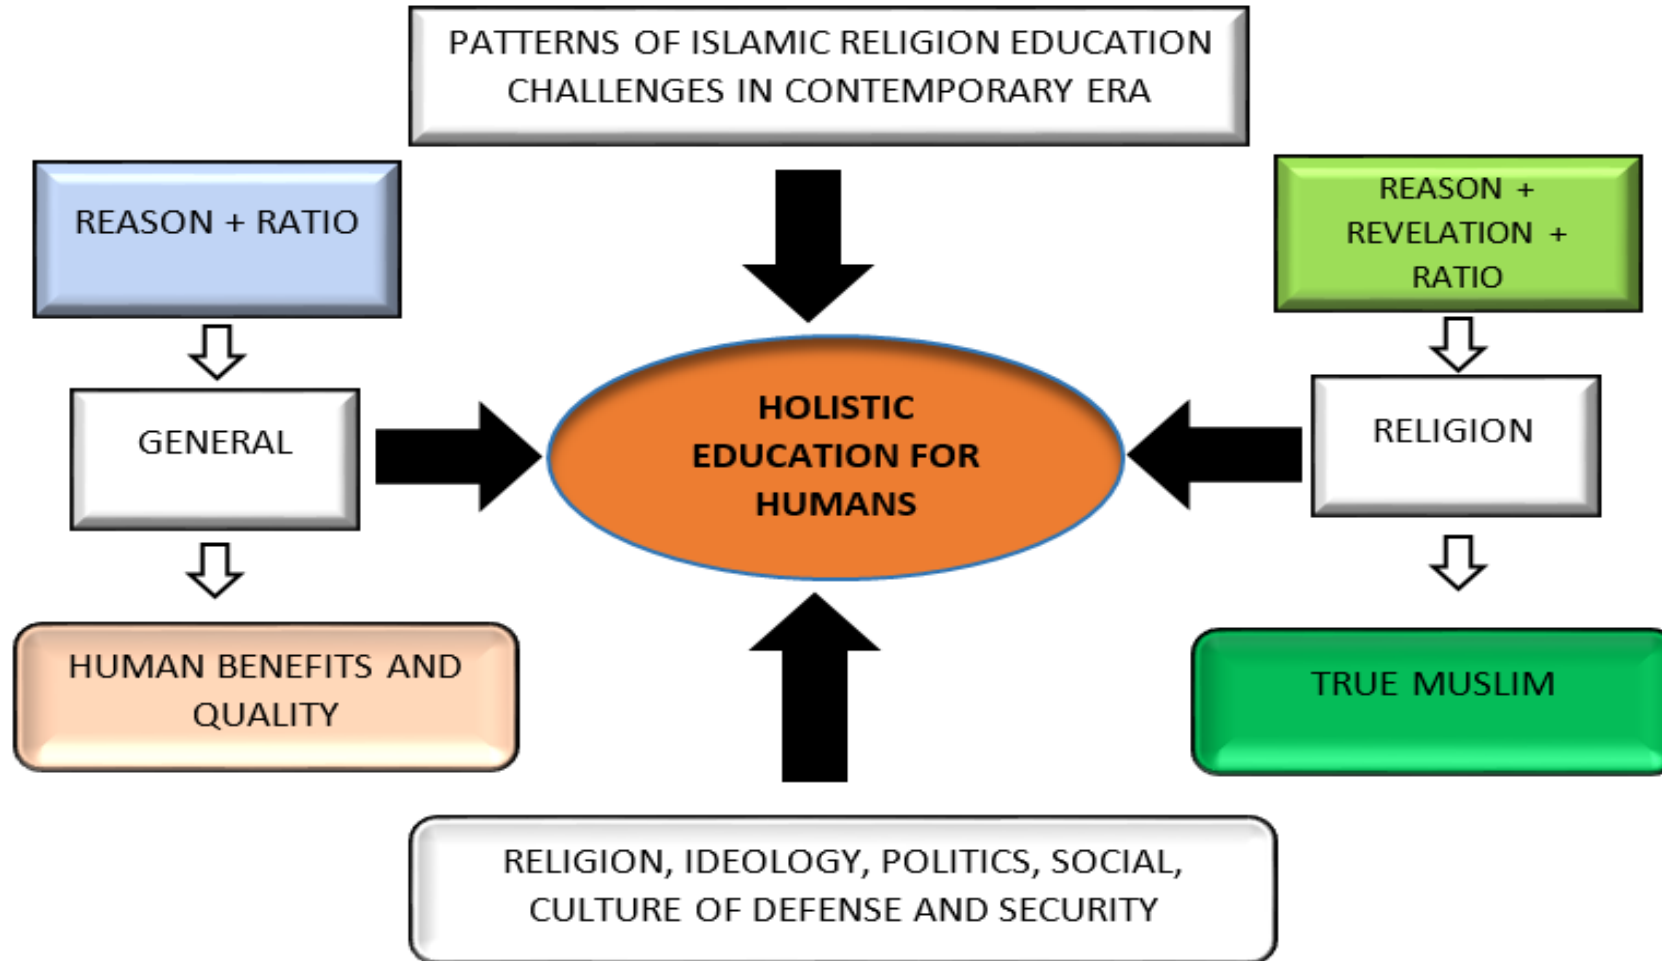 PATTERNS OF ISLAMIC RELIGION EDUCATION
CHALLENGES IN CONTEMPORARY ERA
REASON + RATIO
REASON +
REVELATION +
RATIO
GENERAL
HOLISTIC
EDUCATION FOR
HUMANS
RELIGION
HUMAN BENEFITS AND
QUALITY
TRUE MUSLIM
RELIGION, IDEOLOGY, POLITICS, SOCIAL,
CULTURE OF DEFENSE AND SECURITY